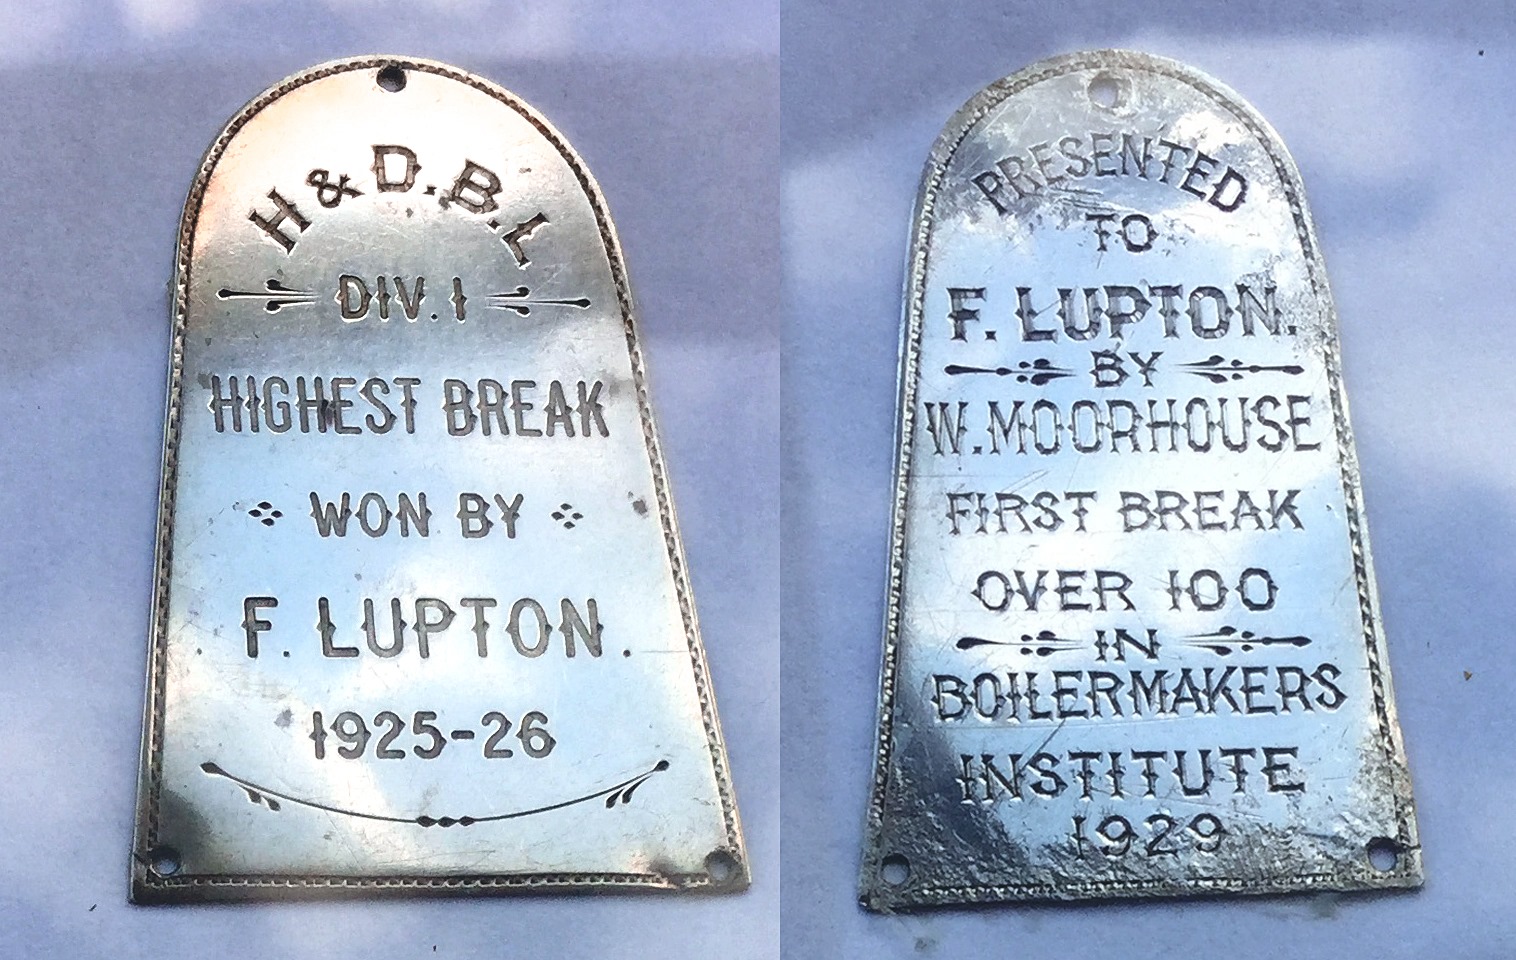 H & D. B. L
DIV. I
HIGHEST BREAK
WON BY
F. LUPTON.
1925-26
PRESENTED
TO
F. LUPTON.
BY
W. MOORHOUSE
FIRST BREAK
OVER 100
IN
BOILERMAKERS
INSTITUTE
1929